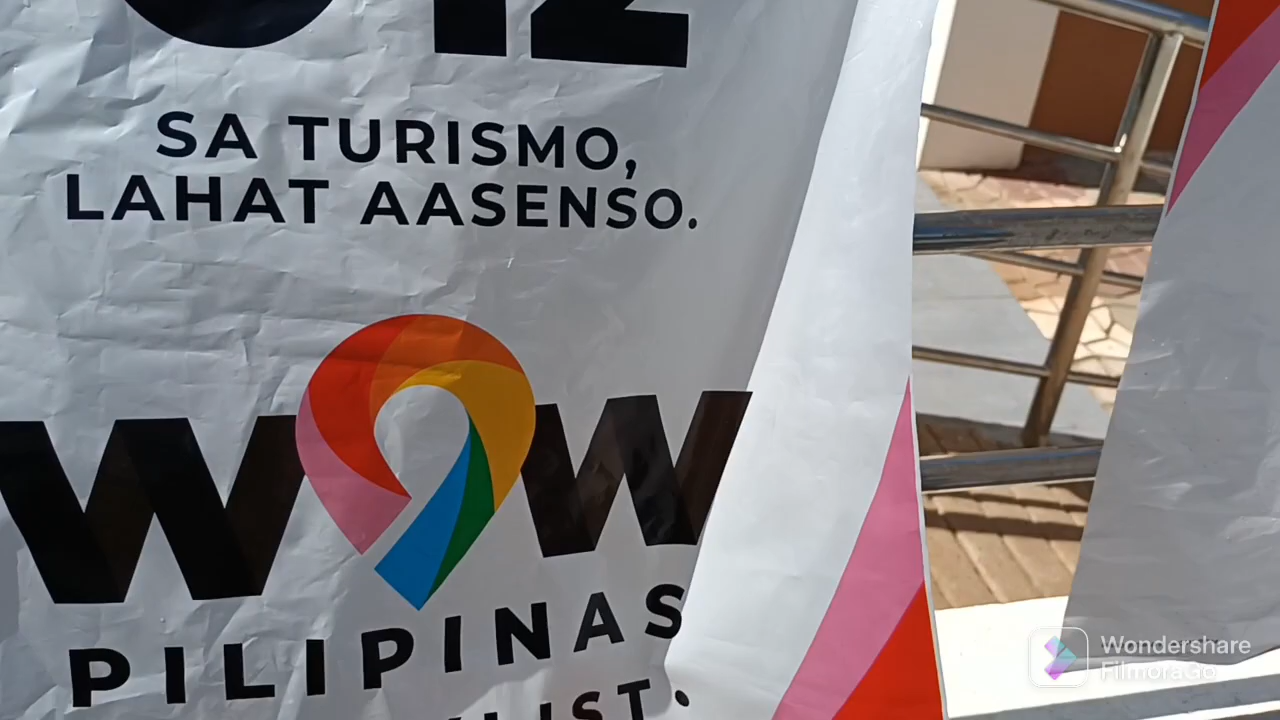 SA TURISMO,
LAHAT AASENSO.
WOW
PILIPINAS
Wondershare
FilmoraGo